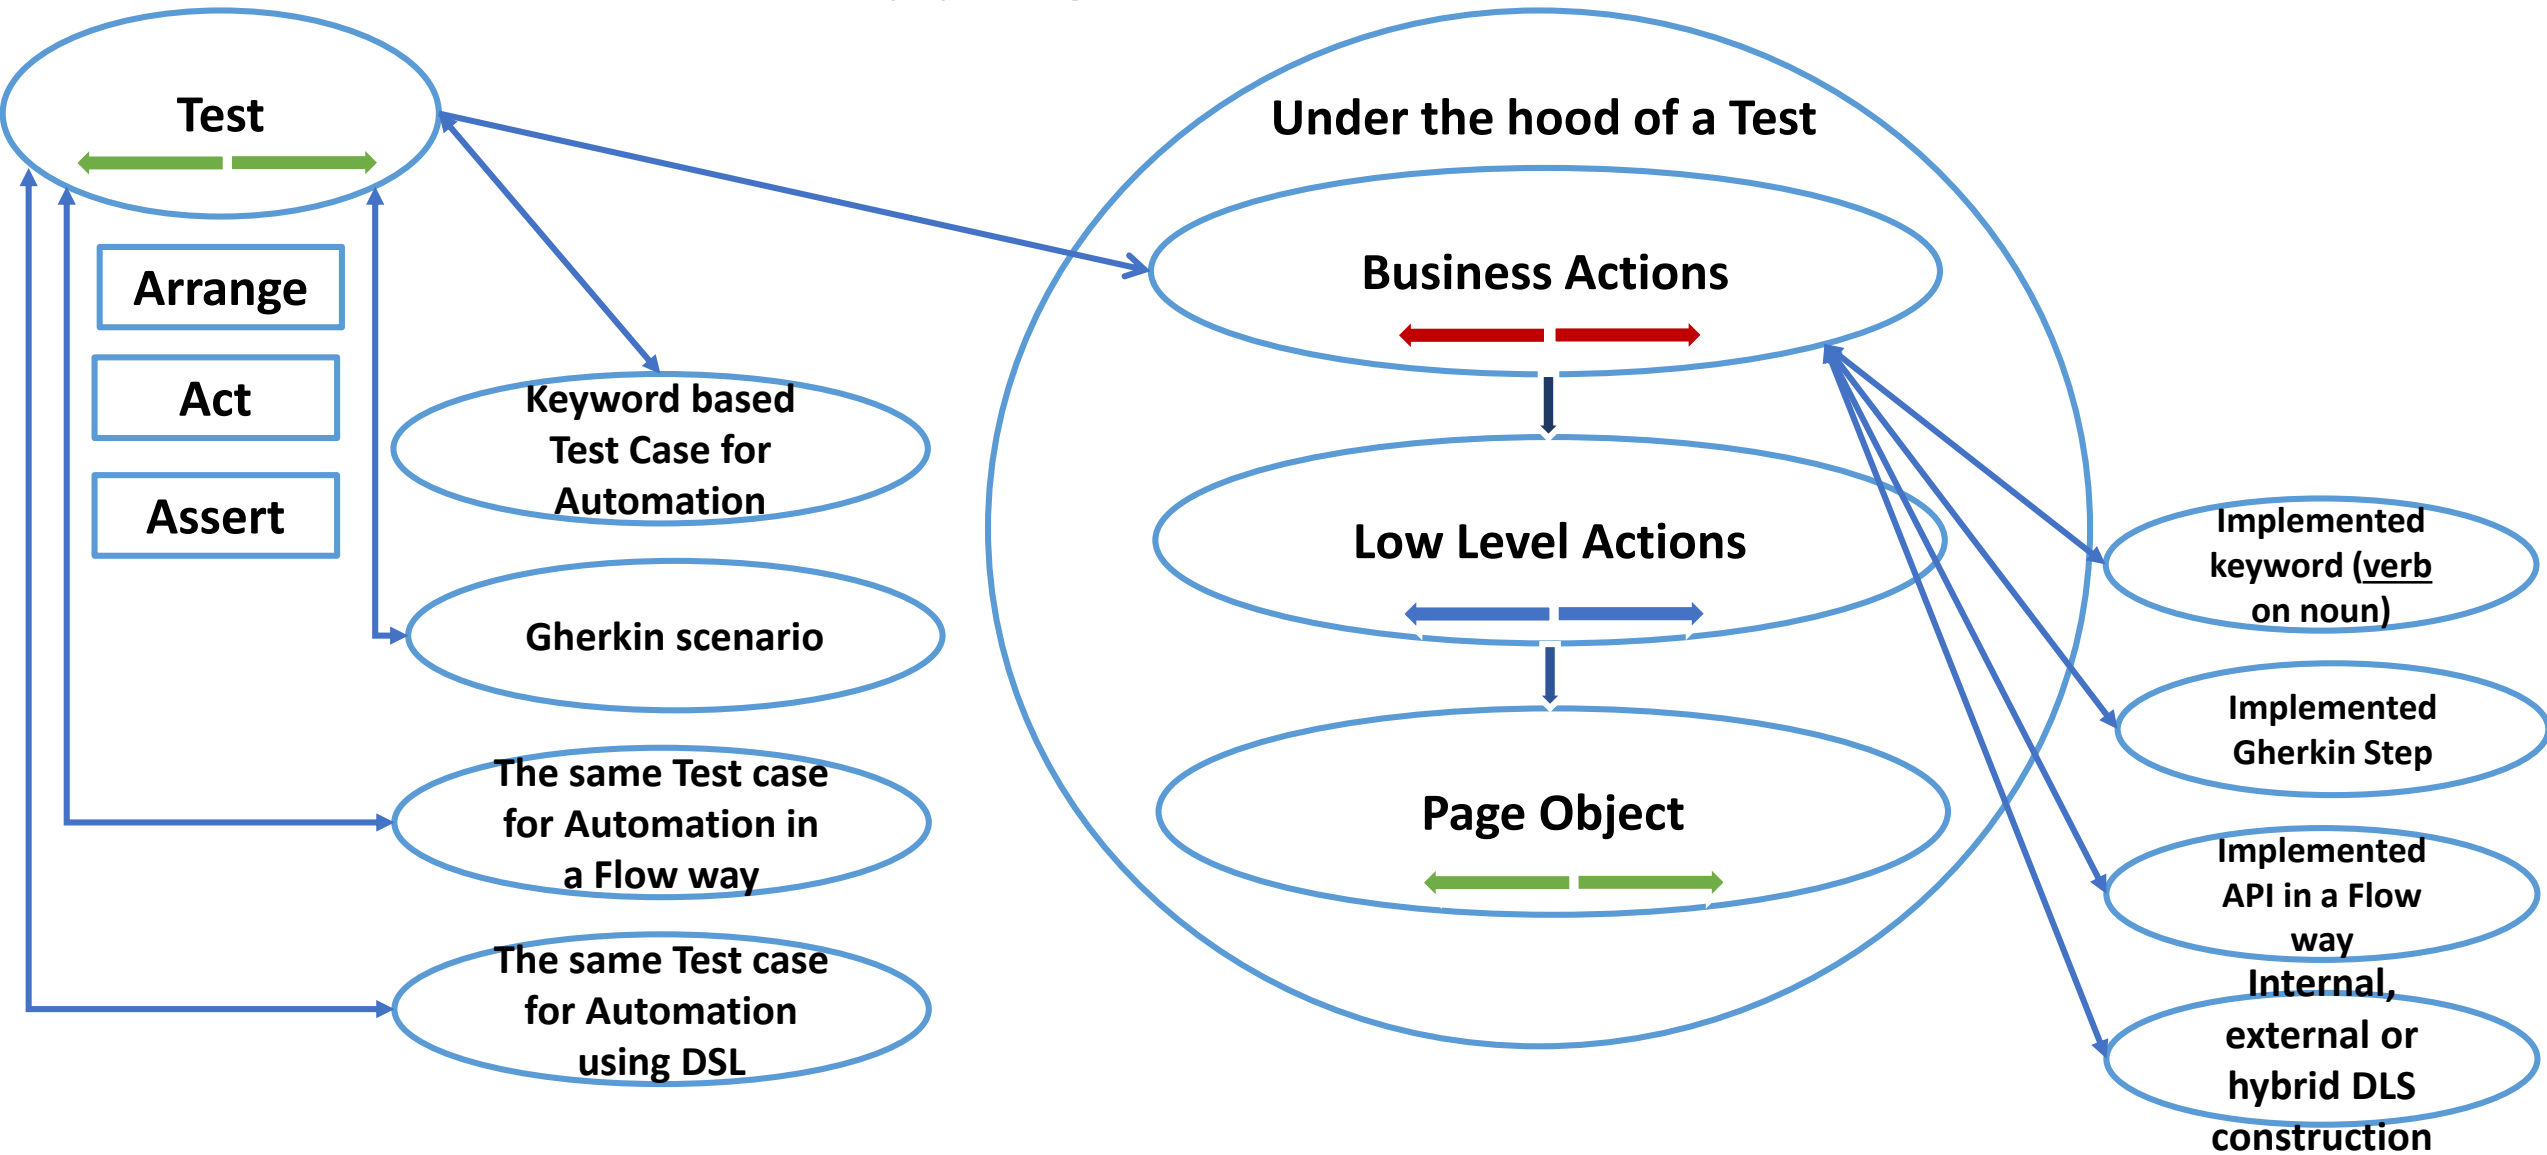 Test
Arrange
Act
Assert
Keyword based
Test Case for
Automation
Gherkin scenario
The same Test case
for Automation in
a Flow way
The same Test case
for Automation
using DSL
Under the hood of a Test
Business Actions
Low Level Actions
Page Object
Implemented
keyword (verb
on noun)
Implemented
Gherkin Step
Implemented
API in a Flow
way
Internal,
external or
hybrid DLS
construction